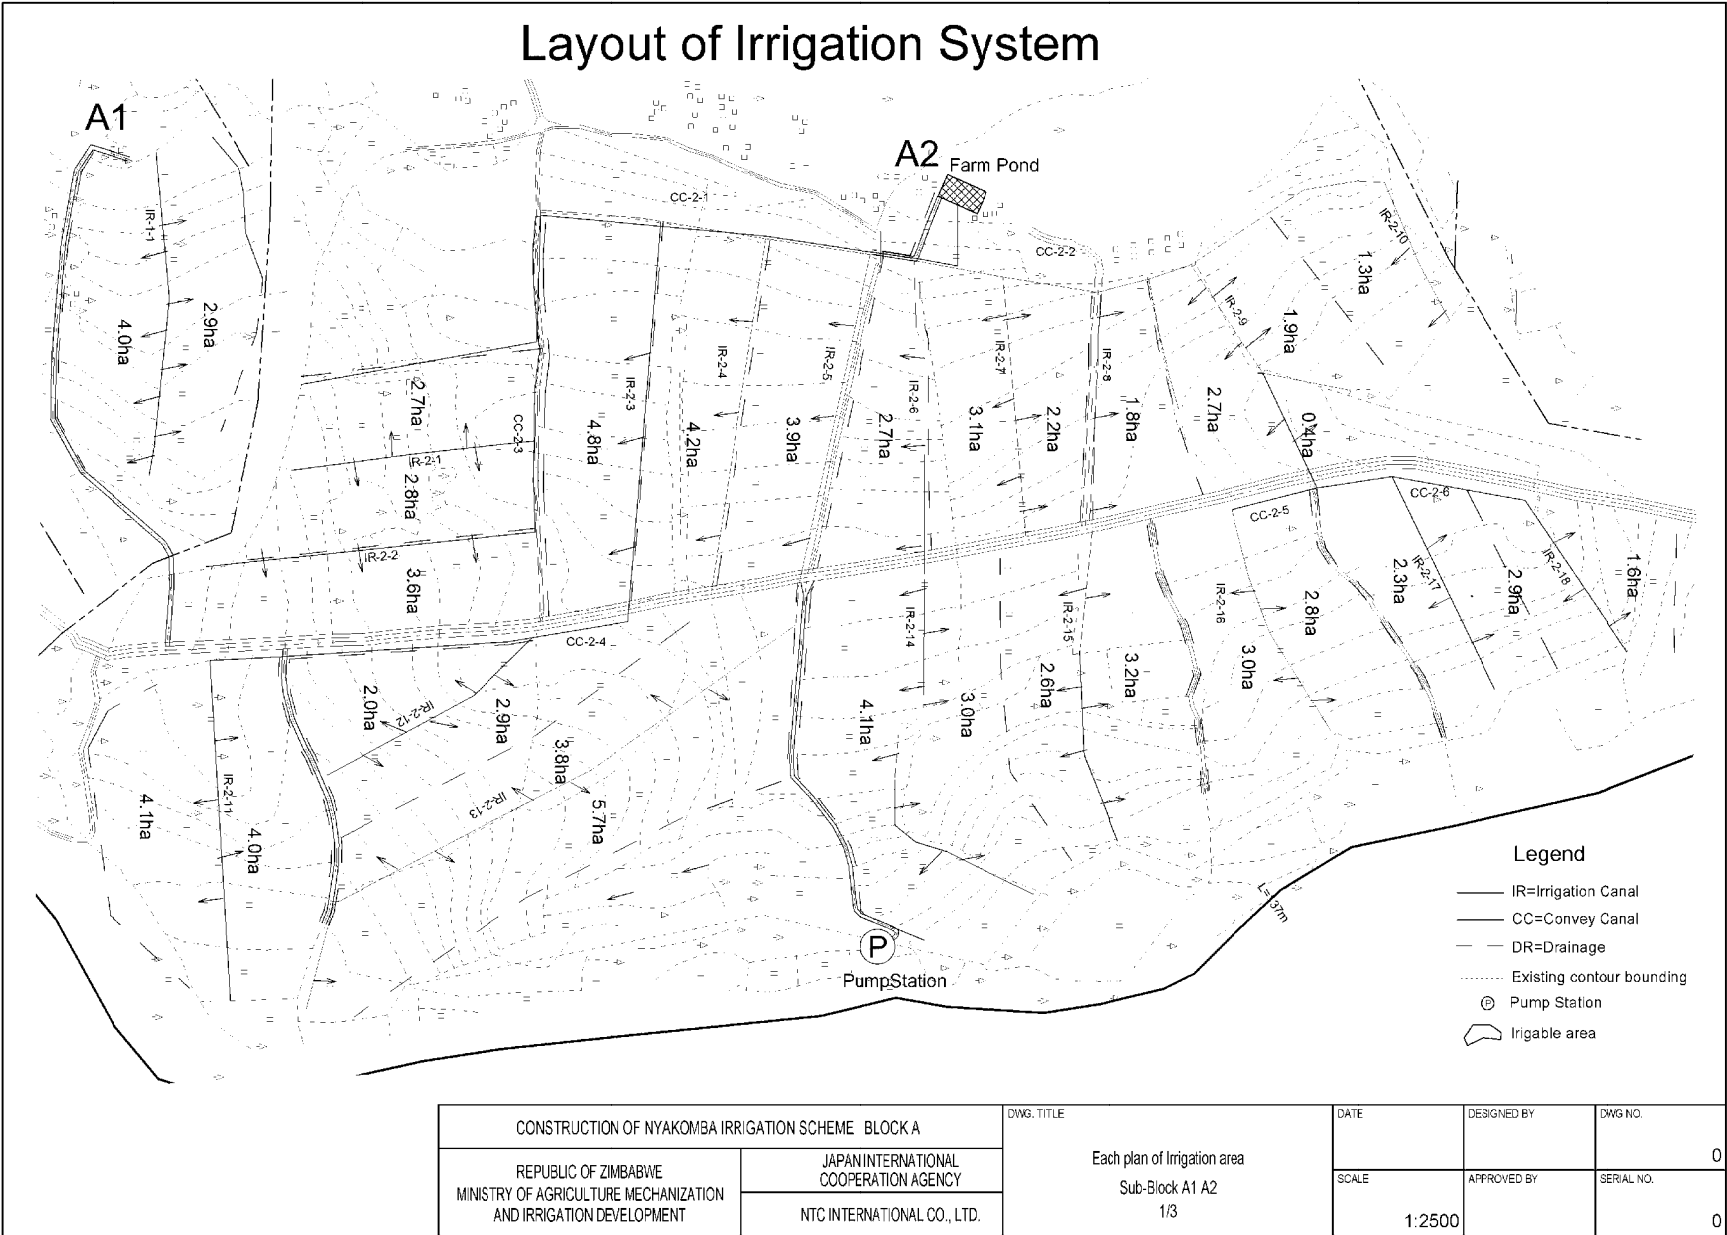 Layout of Irrigation System
A1
A2
Farm Pond
CC-2-1
CC-2-2
IR-1-1
IR-2-10
1.3ha
2.9ha
4.0ha
IR-2-9
1.9ha
IR-2-3
IR-2-4
IR-2-5
IR-2-6
IR-2-7
IR-2-8
2.7ha
CC-2-3
4.8ha
4.2ha
3.9ha
2.7ha
3.1ha
2.2ha
1.8ha
2.7ha
0.4ha
IR-2-1
2.8ha
CC-2-5
CC-2-6
IR-2-2
3.6ha
CC-2-4
IR-2-14
IR-2-15
IR-2-16
2.8ha
2.3ha
IR-2-17
2.9ha
IR-2-18
1.6ha
2.0ha
IR-2-12
2.9ha
3.8ha
4.1ha
3.0ha
2.6ha
3.2ha
3.0ha
4.1ha
IR-2-11
4.0ha
IR-2-13
5.7ha
P
PumpStation
Legend
IR=Irrigation Canal
CC=Convey Canal
DR=Drainage
Existing contour bounding
P Pump Station
Irigable area
CONSTRUCTION OF NYAKOMBA IRRIGATION SCHEME BLOCK A
REPUBLIC OF ZIMBABWE
MINISTRY OF AGRICULTURE MECHANIZATION
AND IRRIGATION DEVELOPMENT
JAPAN INTERNATIONAL
COOPERATION AGENCY
NTC INTERNATIONAL CO., LTD.
DWG. TITLE
Each plan of Irrigation area
Sub-Block A1 A2
1/3
DATE
DESIGNED BY
DWG NO.
0
SCALE
1:2500
APPROVED BY
SERIAL NO.
0